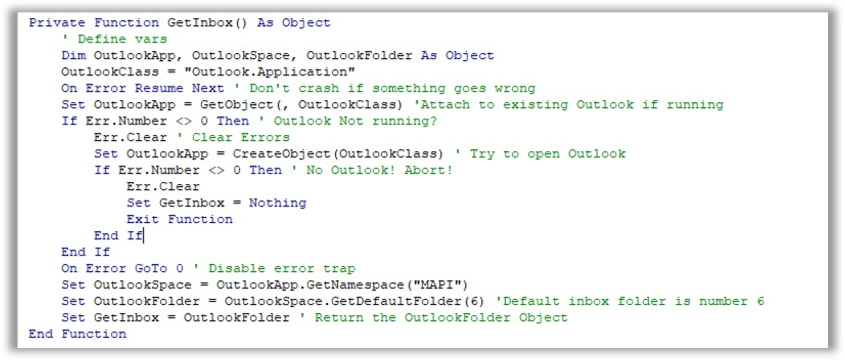 Private Function GetInbox() As Object
    ' Define vars
    Dim OutlookApp, OutlookSpace, OutlookFolder As Object
    OutlookClass = "Outlook.Application"
    On Error Resume Next ' Don't crash if something goes wrong
    Set OutlookApp = GetObject(, OutlookClass) 'Attach to existing Outlook if running
    If Err.Number <> 0 Then ' Outlook Not running?
        Err.Clear ' Clear Errors
        Set OutlookApp = CreateObject(OutlookClass) ' Try to open Outlook
        If Err.Number <> 0 Then ' No Outlook! Abort!
            Err.Clear
            Set GetInbox = Nothing
            Exit Function
        End If
    End If
    On Error GoTo 0 ' Disable error trap
    Set OutlookSpace = OutlookApp.GetNamespace("MAPI")
    Set OutlookFolder = OutlookSpace.GetDefaultFolder(6) 'Default inbox folder is number 6
    Set GetInbox = OutlookFolder ' Return the OutlookFolder Object
End Function